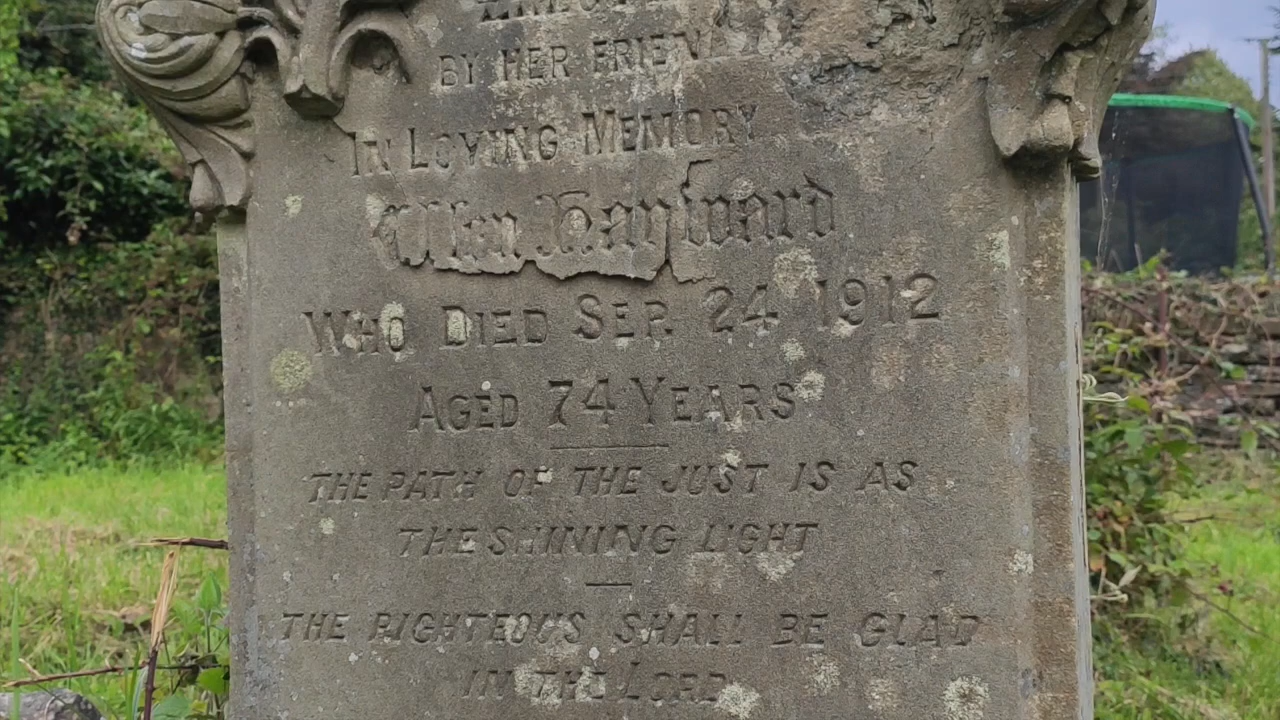 BY HER FRIEN
IN LOVING MEMORY
Ellen Hayward
WHO DIED SEP. 24 1912
AGED 74 YEARS
THE PATH OF THE JUST IS AS
THE SHINING LIGHT
THE RIGHTEOUS SHALL BE GLAD
IN THE LORD